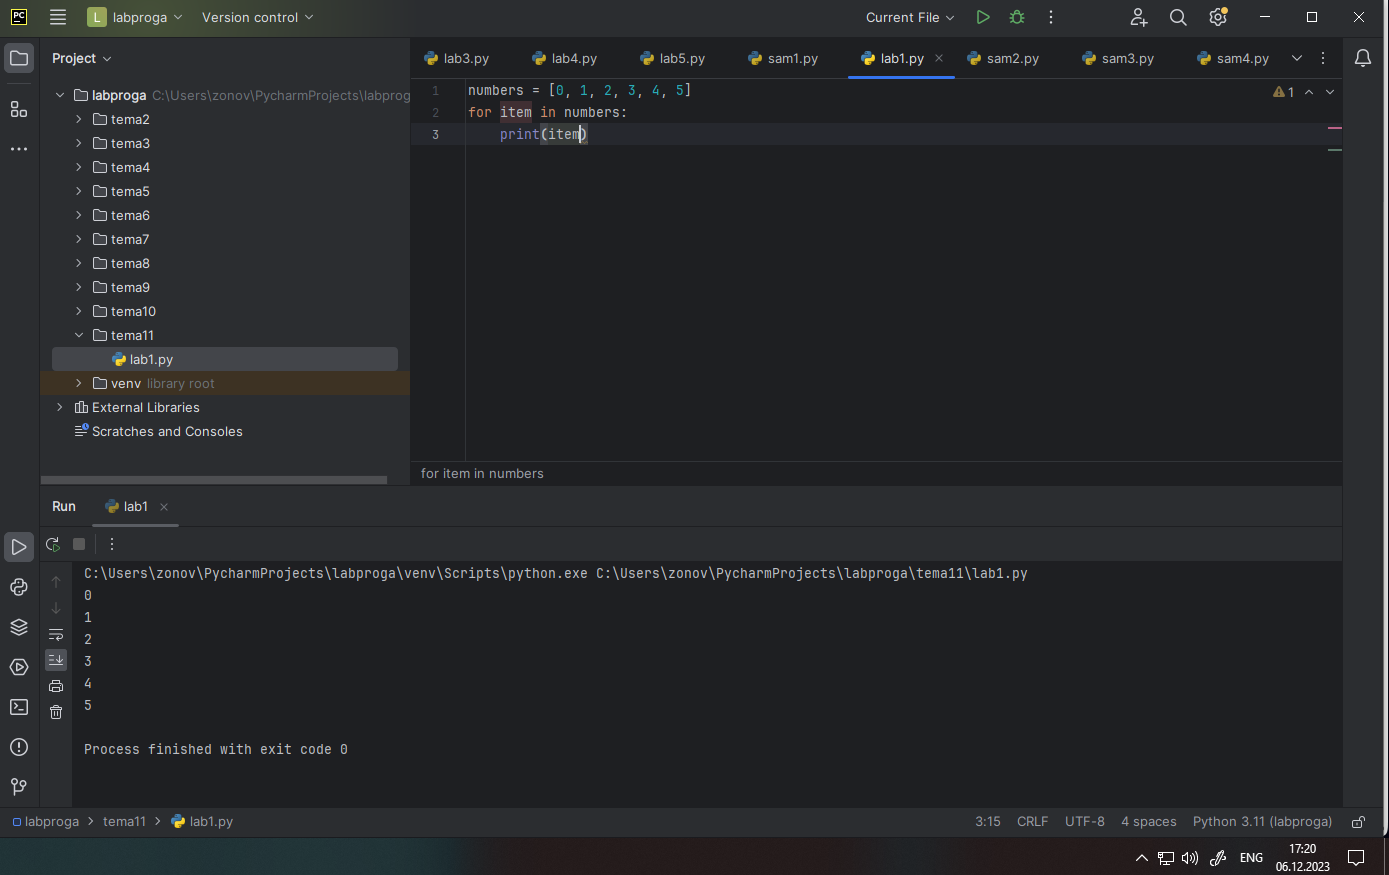 PC L labproga Version control Current File
Project lab3.py lab4.py lab5.py sam1.py lab1.py sam2.py sam3.py sam4.py
labproga C:\Users\zonov\PycharmProjects\labprog
tema2
tema3
tema4
tema5
tema6
tema7
tema8
tema9
tema10
tema11
lab1.py
venv library root
External Libraries
Scratches and Consoles
1 numbers = [0, 1, 2, 3, 4, 5] 1
2 for item in numbers:
3 print(item)
for item in numbers
Run lab1
C:\Users\zonov\PycharmProjects\labproga\venv\Scripts\python.exe C:\Users\zonov\PycharmProjects\labproga\tema11\lab1.py
0
1
2
3
4
5
Process finished with exit code 0
labproga tema11 lab1.py 3:15 CRLF UTF-8 4 spaces Python 3.11 (labproga)
ENG 17:20
06.12.2023